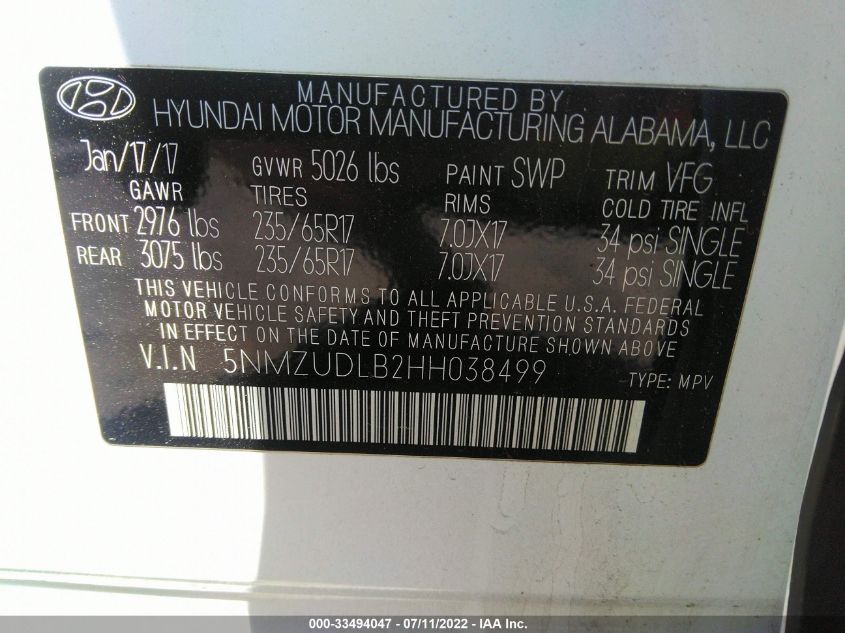 MANUFACTURED BY
HYUNDAI MOTOR MANUFACTURING ALABAMA, LLC
Jan/17/17 GVWR 5026 lbs PAINT SWP TRIM VFG
GAWR TIRES RIMS COLD TIRE INFL
FRONT 2976 lbs 235/65R17 7.0JX17 34 psi SINGLE
REAR 3075 lbs 235/65R17 7.0JX17 34 psi SINGLE
THIS VEHICLE CONFORMS TO ALL APPLICABLE U.S.A. FEDERAL
MOTOR VEHICLE SAFETY AND THEFT PREVENTION STANDARDS
IN EFFECT ON THE DATE OF MANUFACTURE SHOWN ABOVE.
V.I.N 5NMZUDLB2HH038499 TYPE: MPV
000-33494047 - 07/11/2022 - © IAA, Inc.